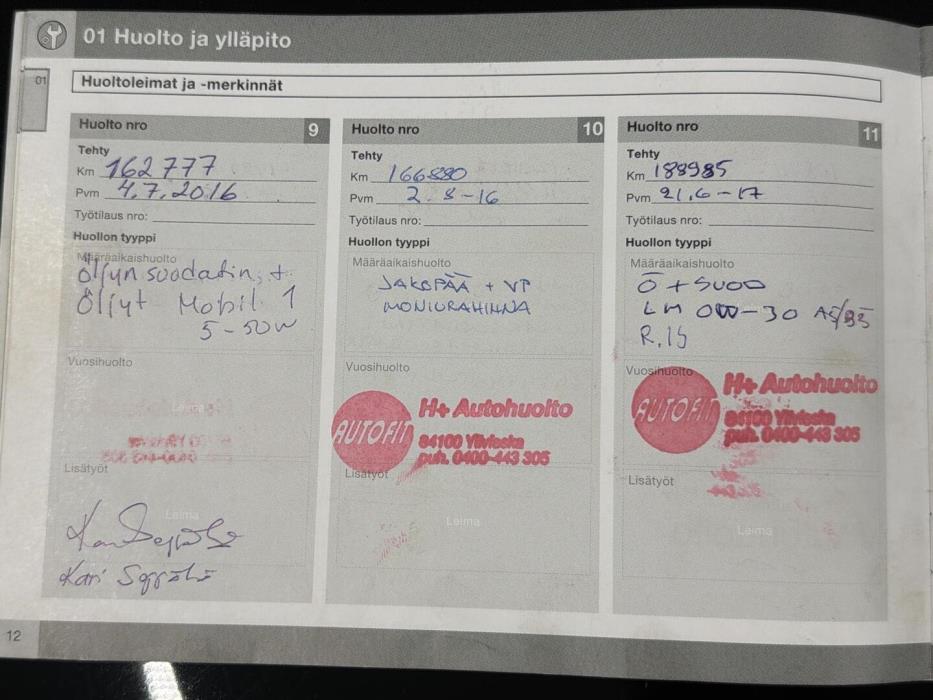 01 Huolto ja ylläpito
01
Huoltoleimat ja -merkinnät
Huolto nro 9
Tehty
Km 162777
Pvm 4.7.2016
Työtilaus nro:
Huollon tyyppi
Määräaikaishuolto
Öljyn suodatin, +
Öljyt Mobil 1
5-50W
Vuosihuolto
Leima
Lisätyöt
Leima
Kari Seppälä
Huolto nro 10
Tehty
Km 166880
Pvm 2.8-16
Työtilaus nro:
Huollon tyyppi
Määräaikaishuolto
JAKOPÄÄ + VP
MONIURAHIHNA
Vuosihuolto
AUTOFIT
H+ Autohuolto
84100 Ylivieska
puh. 0400-443 305
Lisätyöt
Leima
Huolto nro 11
Tehty
Km 188985
Pvm 21.6-17
Työtilaus nro:
Huollon tyyppi
Määräaikaishuolto
Ö + SUOD
LM 0W-30 A5/B5
Vuosihuolto
AUTOFIT
H+ Autohuolto
84100 Ylivieska
puh. 0400-443 305
Lisätyöt
Leima
12